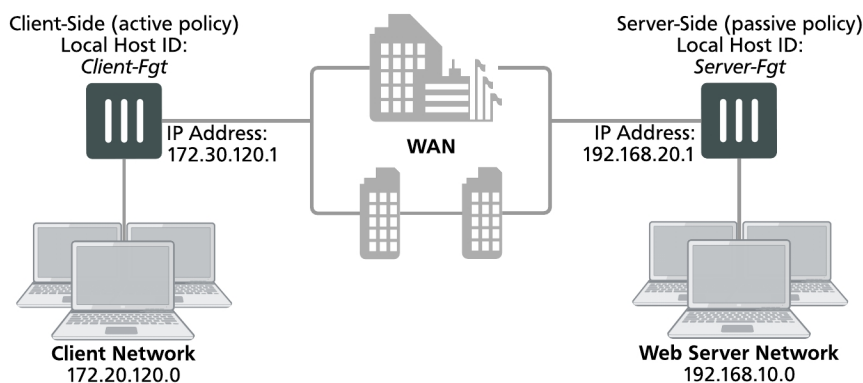 Client-Side (active policy)
Local Host ID:
Client-Fgt
IP Address:
172.30.120.1
Client Network
172.20.120.0
WAN
Server-Side (passive policy)
Local Host ID:
Server-Fgt
IP Address:
192.168.20.1
Web Server Network
192.168.10.0